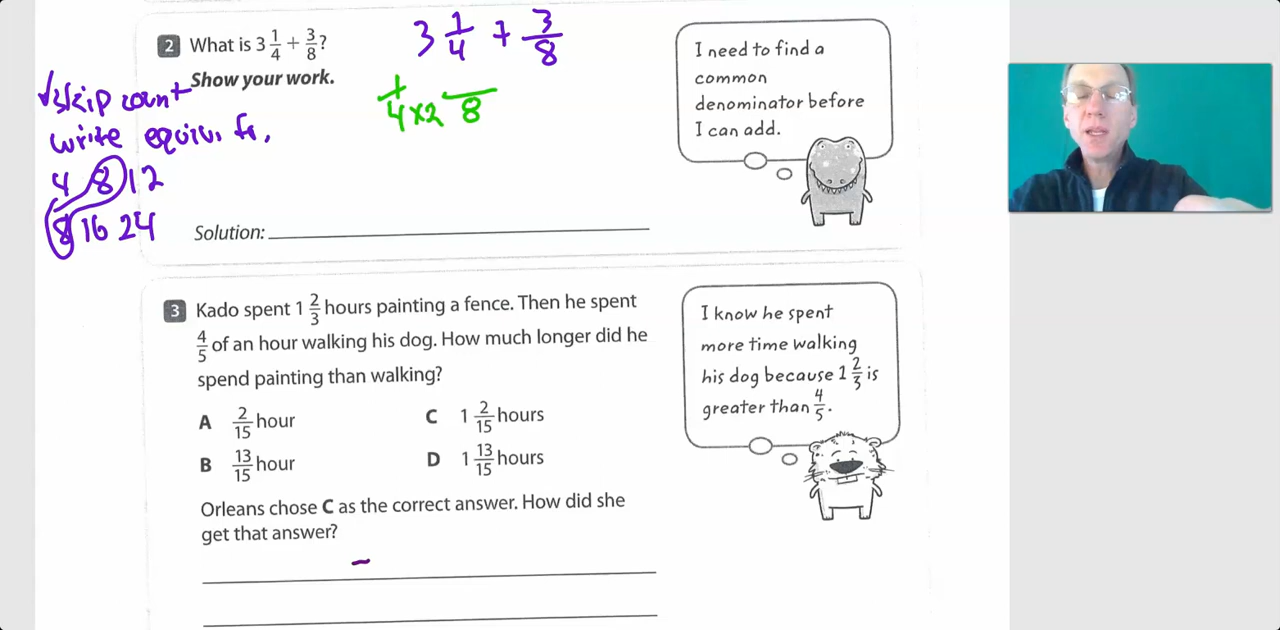 2 What is 3 1/4 + 3/8?
Show your work.
3 1/4 + 3/8
I need to find a
common
denominator before
I can add.
√skip count
write equiv. fr.
4 8 12
8 16 24
1/4 ×2 /8
Solution:
3 Kado spent 1 2/3 hours painting a fence. Then he spent
4/5 of an hour walking his dog. How much longer did he
spend painting than walking?
A 2/15 hour
B 13/15 hour
C 1 2/15 hours
D 1 13/15 hours
Orleans chose C as the correct answer. How did she
get that answer?
I know he spent
more time walking
his dog because 1 2/3 is
greater than 4/5.